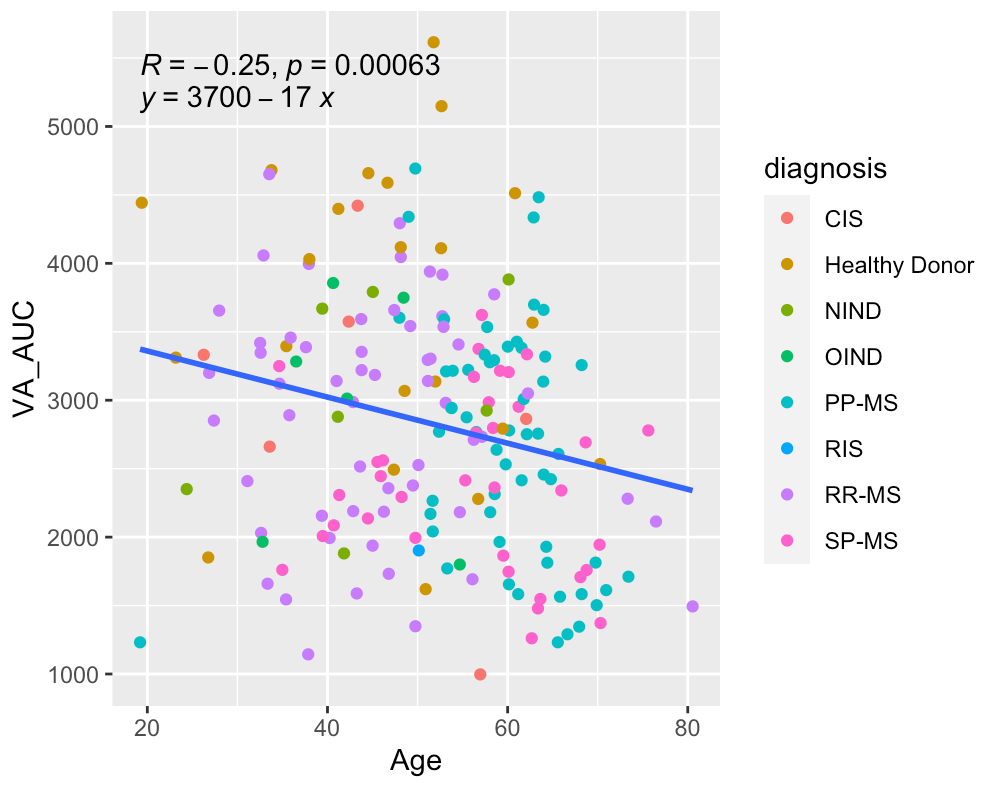 R = −0.25, p = 0.00063
y = 3700 − 17 x
5000
4000
3000
2000
1000
VA_AUC
20 40 60 80
Age
diagnosis
CIS
Healthy Donor
NIND
OIND
PP-MS
RIS
RR-MS
SP-MS